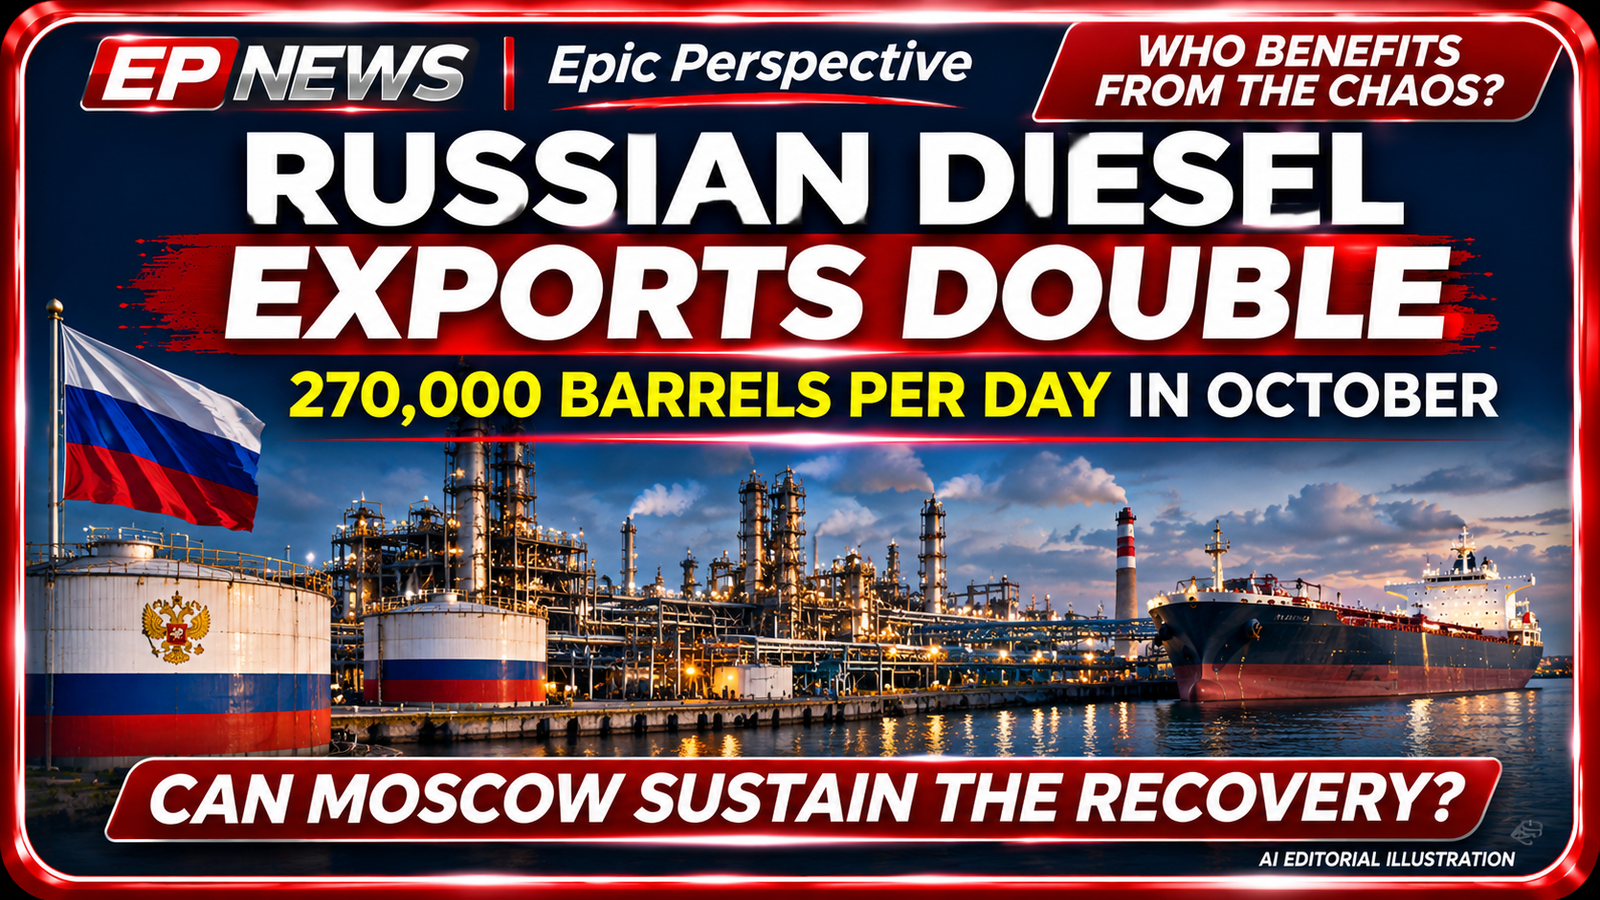 EP NEWS | Epic Perspective
WHO BENEFITS
FROM THE CHAOS?
RUSSIAN DIESEL
EXPORTS DOUBLE
270,000 BARRELS PER DAY IN OCTOBER
CAN MOSCOW SUSTAIN THE RECOVERY?
AI EDITORIAL ILLUSTRATION